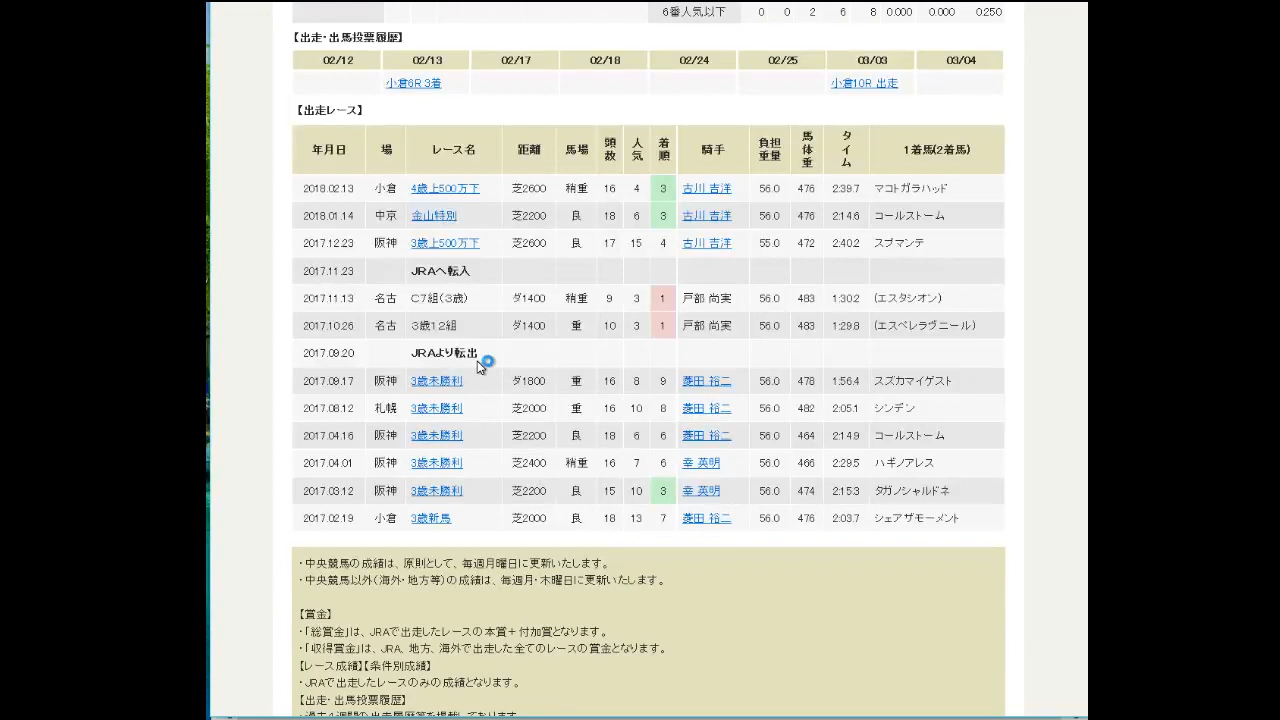 6番人気以下 0 0 2 6 8 0.000 0.000 0.250
【出走・出馬投票履歴】
02/12 02/13 02/17 02/18 02/24 02/25 03/03 03/04
小倉6R 3着 小倉10R 出走
【出走レース】
年月日 場 レース名 距離 馬場 頭数 人気 着順 騎手 負担重量 馬体重 タイム 1着馬(2着馬)
2018.02.13 小倉 4歳上500万下 芝2600 稍重 16 4 3 古川 吉洋 56.0 476 2:39.7 マコトガラハッド
2018.01.14 中京 金山特別 芝2200 良 18 6 3 古川 吉洋 56.0 476 2:14.8 コールストーム
2017.12.23 阪神 3歳上500万下 芝2600 良 17 15 4 古川 吉洋 55.0 472 2:40.2 スブマンテ
2017.11.23 JRAへ転入
2017.11.13 名古 C7組(3歳) ダ1400 稍重 9 3 1 戸部 尚実 56.0 483 1:30.2 (エスタシオン)
2017.10.26 名古 3歳12組 ダ1400 重 10 3 1 戸部 尚実 56.0 483 1:29.8 (エスペレラヴニール)
2017.09.20 JRAより転出
2017.09.17 阪神 3歳未勝利 ダ1800 重 16 8 9 菱田 裕二 56.0 478 1:56.4 スズカマイゲスト
2017.08.12 札幌 3歳未勝利 芝2000 重 16 10 8 菱田 裕二 56.0 482 2:05.1 シンデン
2017.04.16 阪神 3歳未勝利 芝2200 良 18 6 6 菱田 裕二 56.0 464 2:14.9 コールストーム
2017.04.01 阪神 3歳未勝利 芝2400 稍重 16 7 6 幸 英明 56.0 466 2:29.5 ハギノアレス
2017.03.12 阪神 3歳未勝利 芝2200 良 15 10 3 幸 英明 56.0 474 2:15.3 タガノシャルドネ
2017.02.19 小倉 3歳新馬 芝2000 良 18 13 7 菱田 裕二 56.0 476 2:03.7 シェアザモーメント
・中央競馬の成績は、原則として、毎週月曜日に更新いたします。
・中央競馬以外(海外・地方等)の成績は、毎週月・木曜日に更新いたします。
【賞金】
・「総賞金」は、JRAで出走したレースの本賞＋付加賞となります。
・「収得賞金」は、JRA、地方、海外で出走した全てのレースの賞金となります。
【レース成績】【条件別成績】
・JRAで出走したレースのみの成績となります。
【出走・出馬投票履歴】